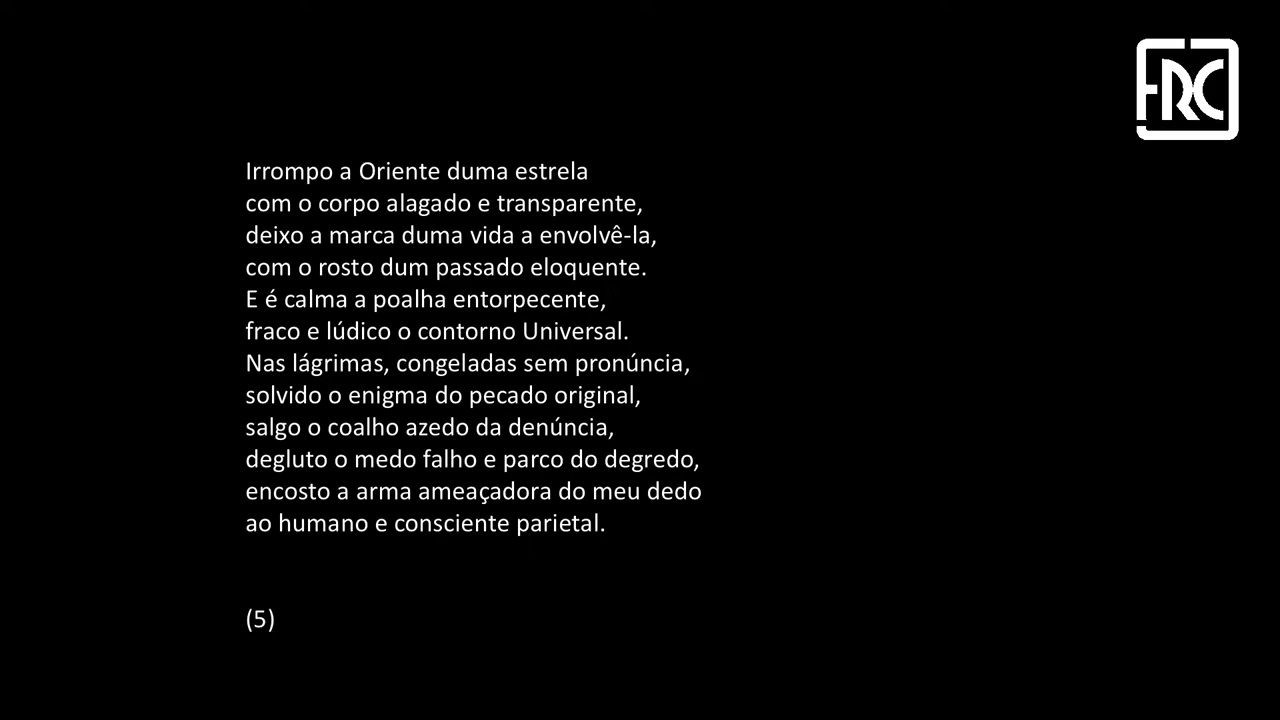 FRC
Irrompo a Oriente duma estrela
com o corpo alagado e transparente,
deixo a marca duma vida a envolvê-la,
com o rosto dum passado eloquente.
E é calma a poalha entorpecente,
fraco e lúdico o contorno Universal.
Nas lágrimas, congeladas sem pronúncia,
solvido o enigma do pecado original,
salgo o coalho azedo da denúncia,
degluto o medo falho e parco do degredo,
encosto a arma ameaçadora do meu dedo
ao humano e consciente parietal.
(5)